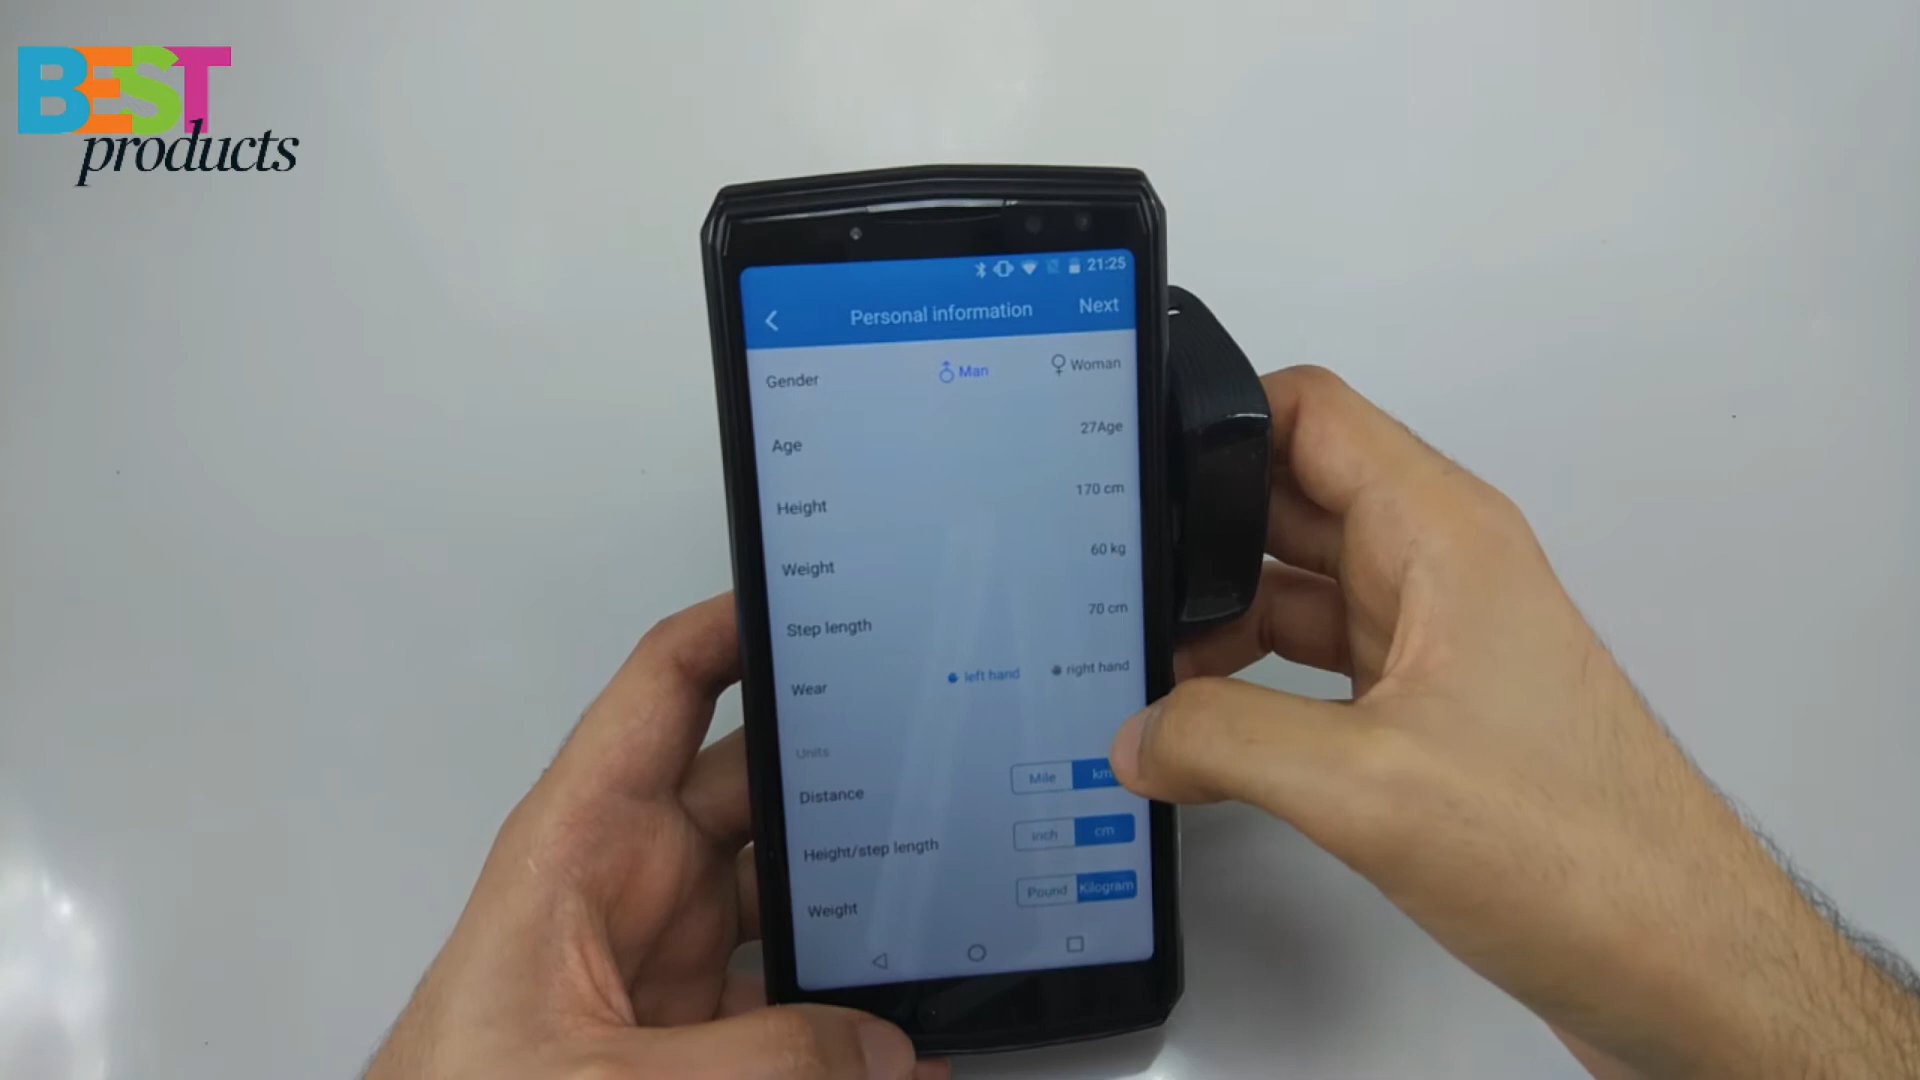 BEST
products
21:25
Personal information
Next
Gender
Man
Woman
Age
27Age
Height
170 cm
Weight
60 kg
Step length
70 cm
Wear
left hand
right hand
Units
Distance
Mile
km
Height/step length
Inch
cm
Weight
Pound
Kilogram